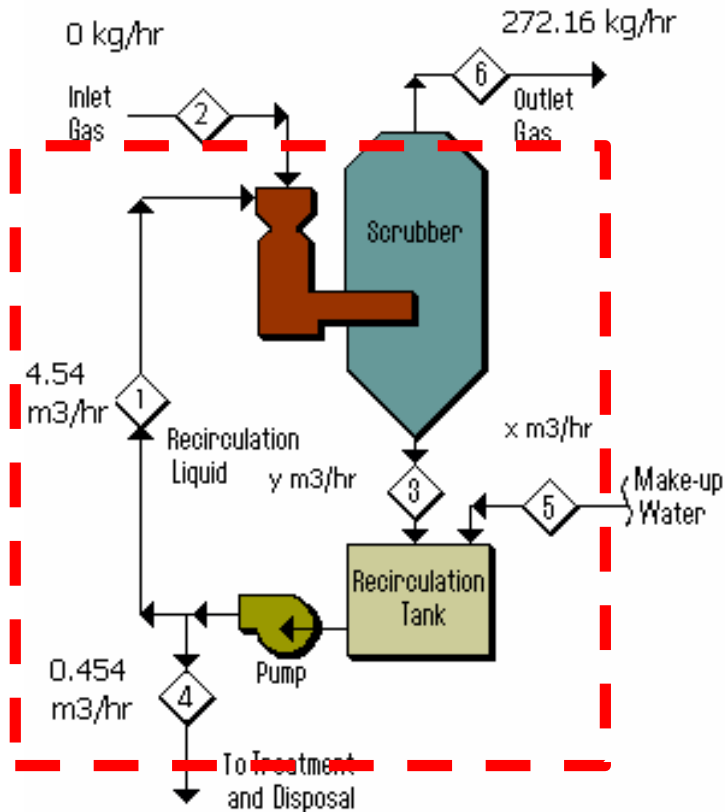 0 kg/hr
272.16 kg/hr
Inlet
Gas
2
6
Outlet
Gas
Scrubber
4.54
m3/hr
1
Recirculation
Liquid
y m3/hr
3
x m3/hr
5
Make-up
Water
Recirculation
Tank
Pump
0.454
m3/hr
4
To Treatment
and Disposal